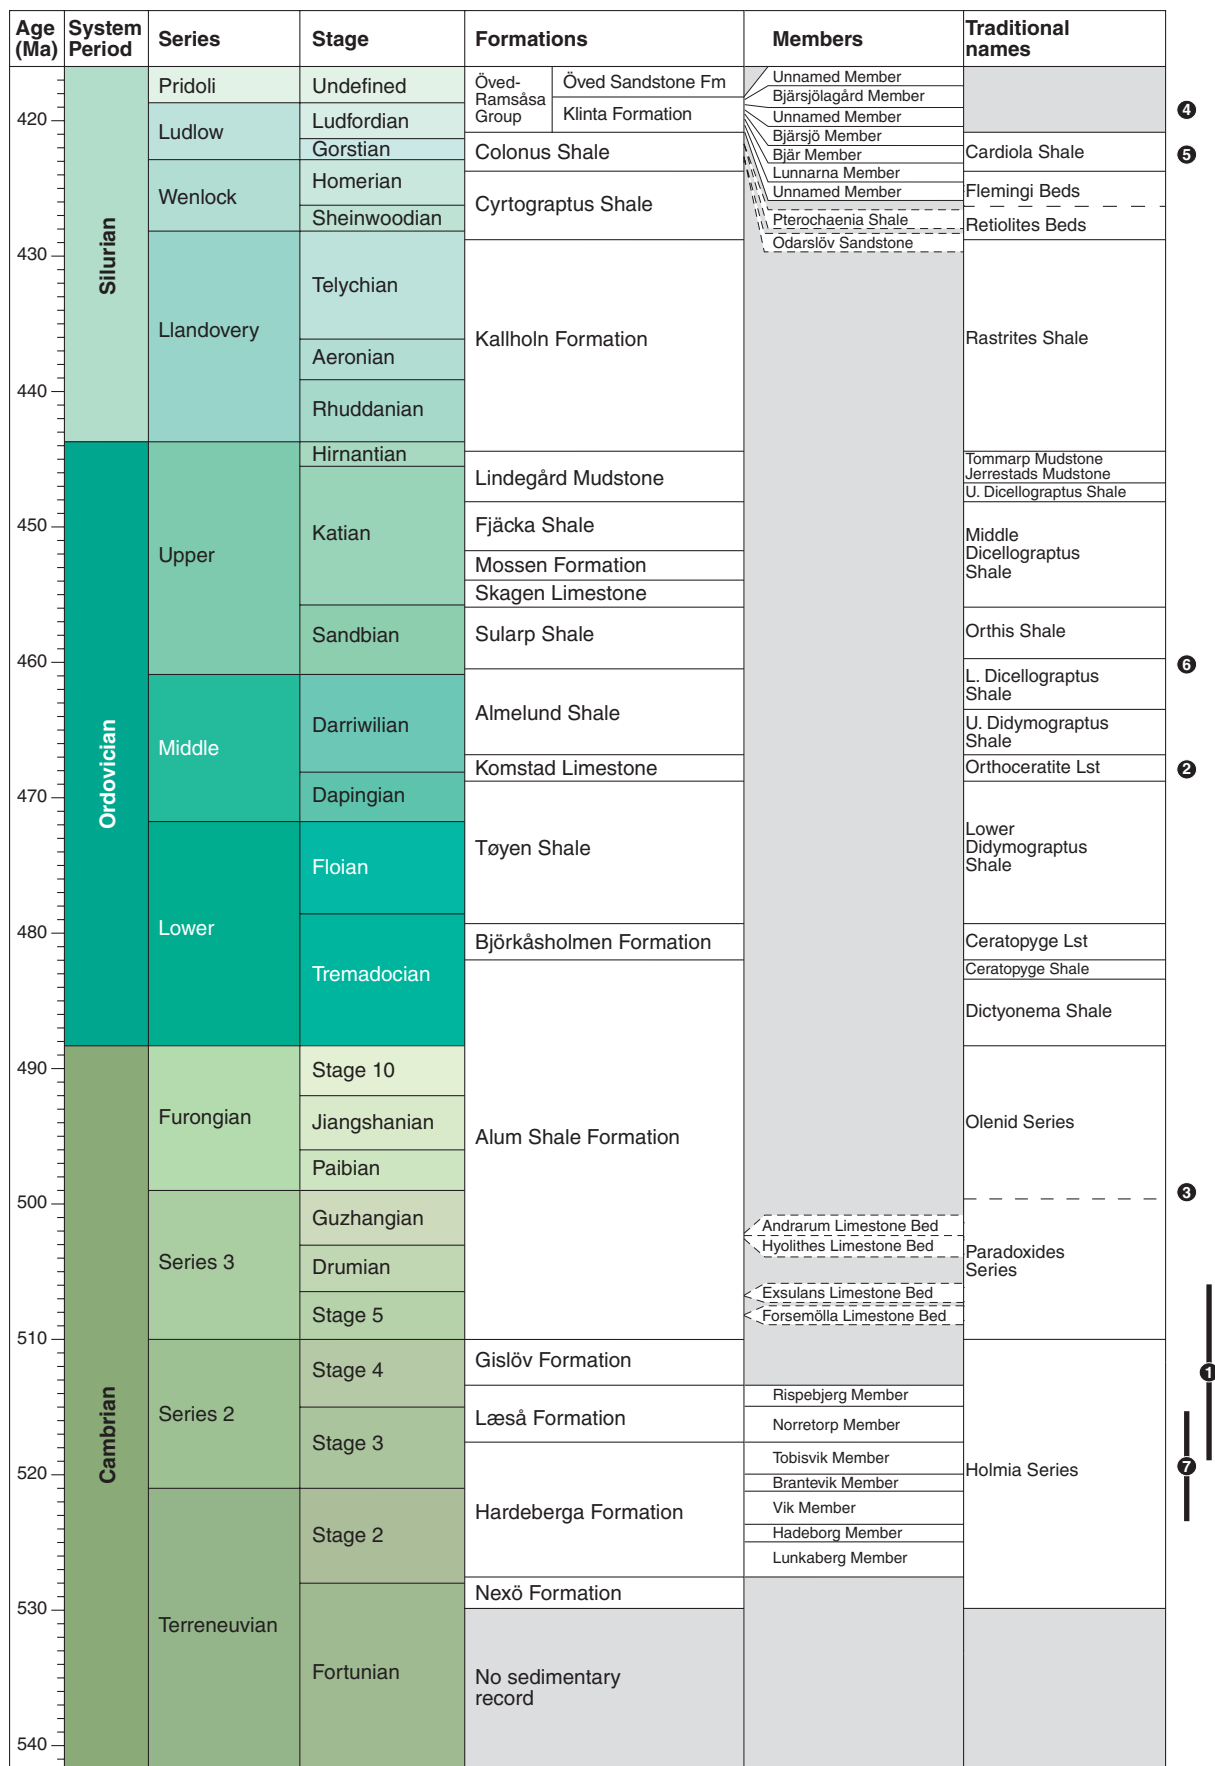 Age
(Ma)
System
Period
Series
Stage
Formations
Members
Traditional
names
420
430
440
450
460
470
480
490
500
510
520
530
540
Silurian
Ordovician
Cambrian
Pridoli
Ludlow
Wenlock
Llandovery
Upper
Middle
Lower
Furongian
Series 3
Series 2
Terreneuvian
Undefined
Ludfordian
Gorstian
Homerian
Sheinwoodian
Telychian
Aeronian
Rhuddanian
Hirnantian
Katian
Sandbian
Darriwilian
Dapingian
Floian
Tremadocian
Stage 10
Jiangshanian
Paibian
Guzhangian
Drumian
Stage 5
Stage 4
Stage 3
Stage 2
Fortunian
Öved-
Ramsåsa
Group
Öved Sandstone Fm
Klinta Formation
Colonus Shale
Cyrtograptus Shale
Kallholn Formation
Lindegård Mudstone
Fjäcka Shale
Mossen Formation
Skagen Limestone
Sularp Shale
Almelund Shale
Komstad Limestone
Tøyen Shale
Björkåsholmen Formation
Alum Shale Formation
Gislöv Formation
Læså Formation
Hardeberga Formation
Nexö Formation
No sedimentary
record
Unnamed Member
Bjärsjölagård Member
Unnamed Member
Bjärsjö Member
Bjär Member
Lunnarna Member
Unnamed Member
Pterochaenia Shale
Odarslöv Sandstone
Andrarum Limestone Bed
Hyolithes Limestone Bed
Exsulans Limestone Bed
Forsemölla Limestone Bed
Rispebjerg Member
Norretorp Member
Tobisvik Member
Brantevik Member
Vik Member
Hadeborg Member
Lunkaberg Member
Cardiola Shale
Flemingi Beds
Retiolites Beds
Rastrites Shale
Tommarp Mudstone
Jerrestads Mudstone
U. Dicellograptus Shale
Middle
Dicellograptus
Shale
Orthis Shale
L. Dicellograptus
Shale
U. Didymograptus
Shale
Orthoceratite Lst
Lower
Didymograptus
Shale
Ceratopyge Lst
Ceratopyge Shale
Dictyonema Shale
Olenid Series
Paradoxides
Series
Holmia Series
4
5
6
2
3
1
7